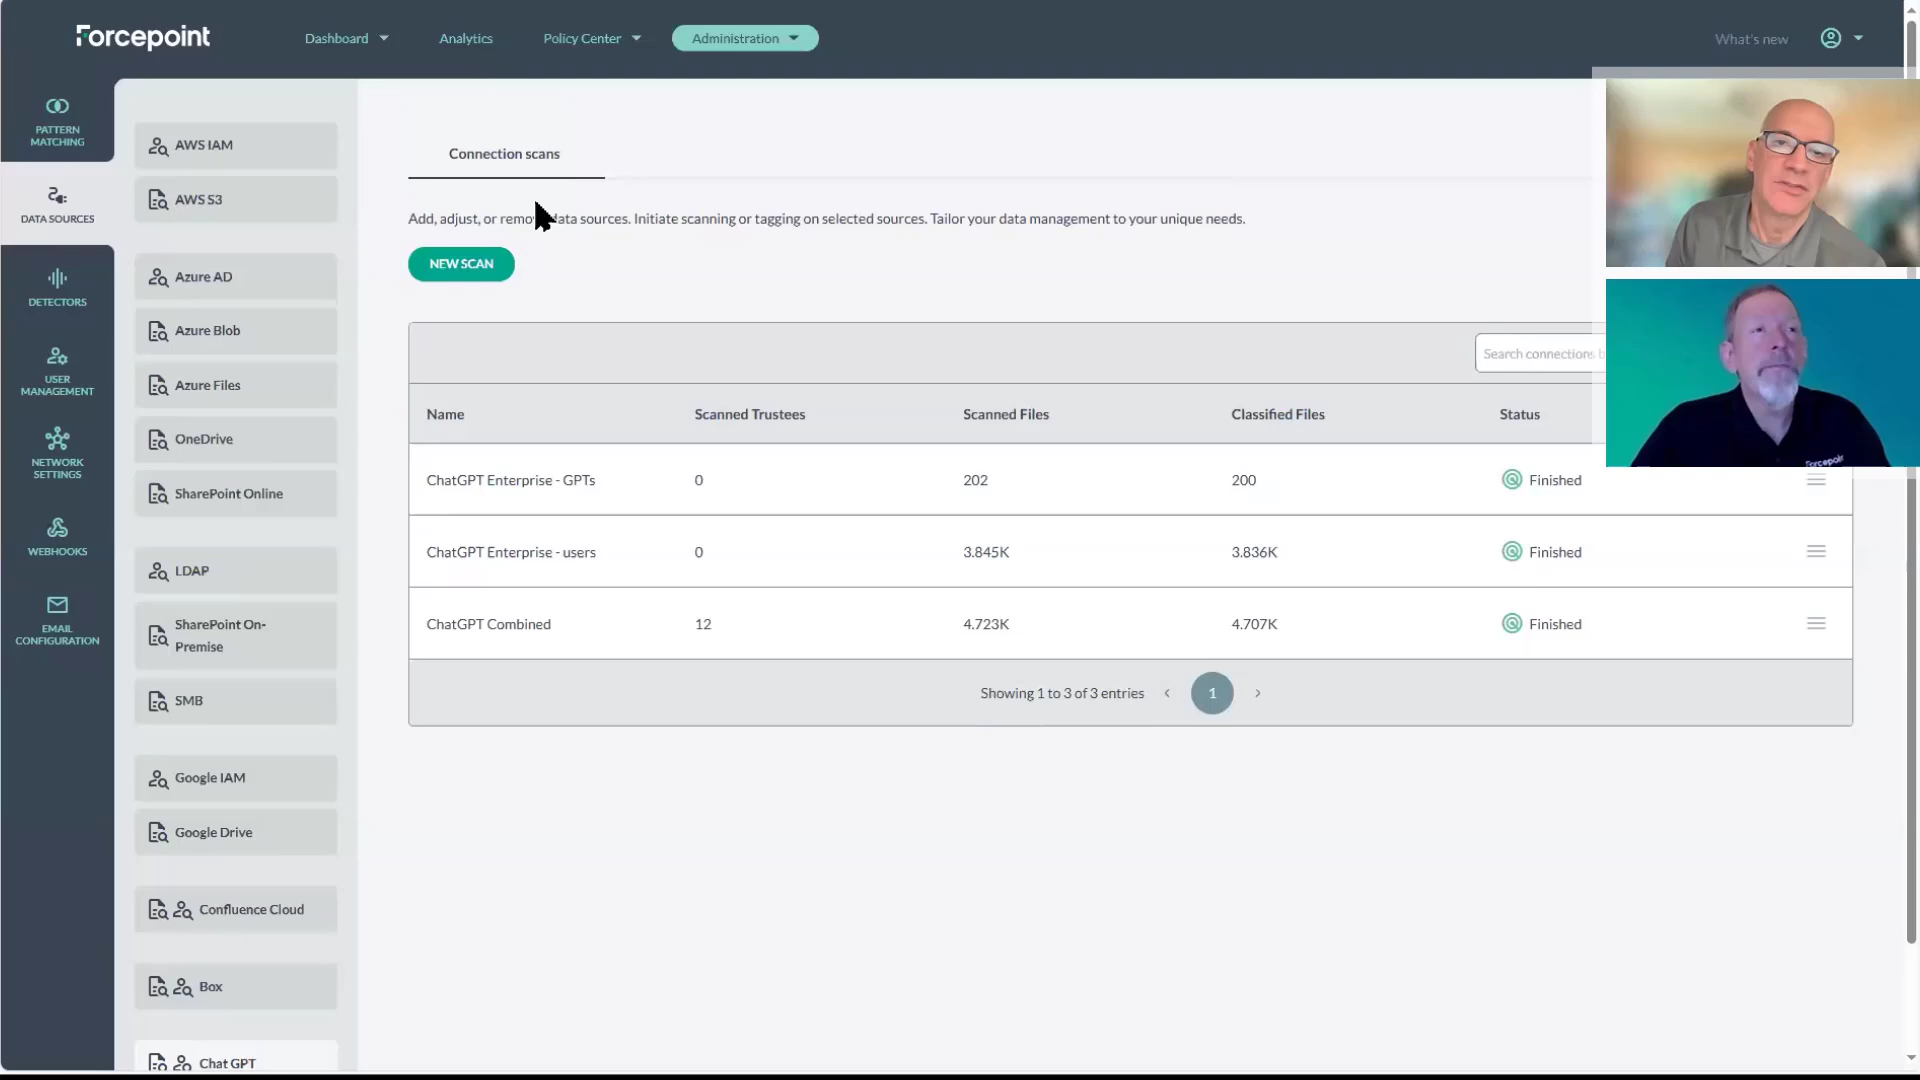 Forcepoint
Dashboard
Analytics
Policy Center
Administration
What's new
PATTERN
MATCHING
DATA SOURCES
DETECTORS
USER
MANAGEMENT
NETWORK
SETTINGS
WEBHOOKS
EMAIL
CONFIGURATION
AWS IAM
AWS S3
Azure AD
Azure Blob
Azure Files
OneDrive
SharePoint Online
LDAP
SharePoint On-
Premise
SMB
Google IAM
Google Drive
Confluence Cloud
Box
Chat GPT
Connection scans
Add, adjust, or remove data sources. Initiate scanning or tagging on selected sources. Tailor your data management to your unique needs.
NEW SCAN
Search connections
Name Scanned Trustees Scanned Files Classified Files Status
ChatGPT Enterprise - GPTs 0 202 200 Finished
ChatGPT Enterprise - users 0 3.845K 3.836K Finished
ChatGPT Combined 12 4.723K 4.707K Finished
Showing 1 to 3 of 3 entries < 1 >
Forcepoint